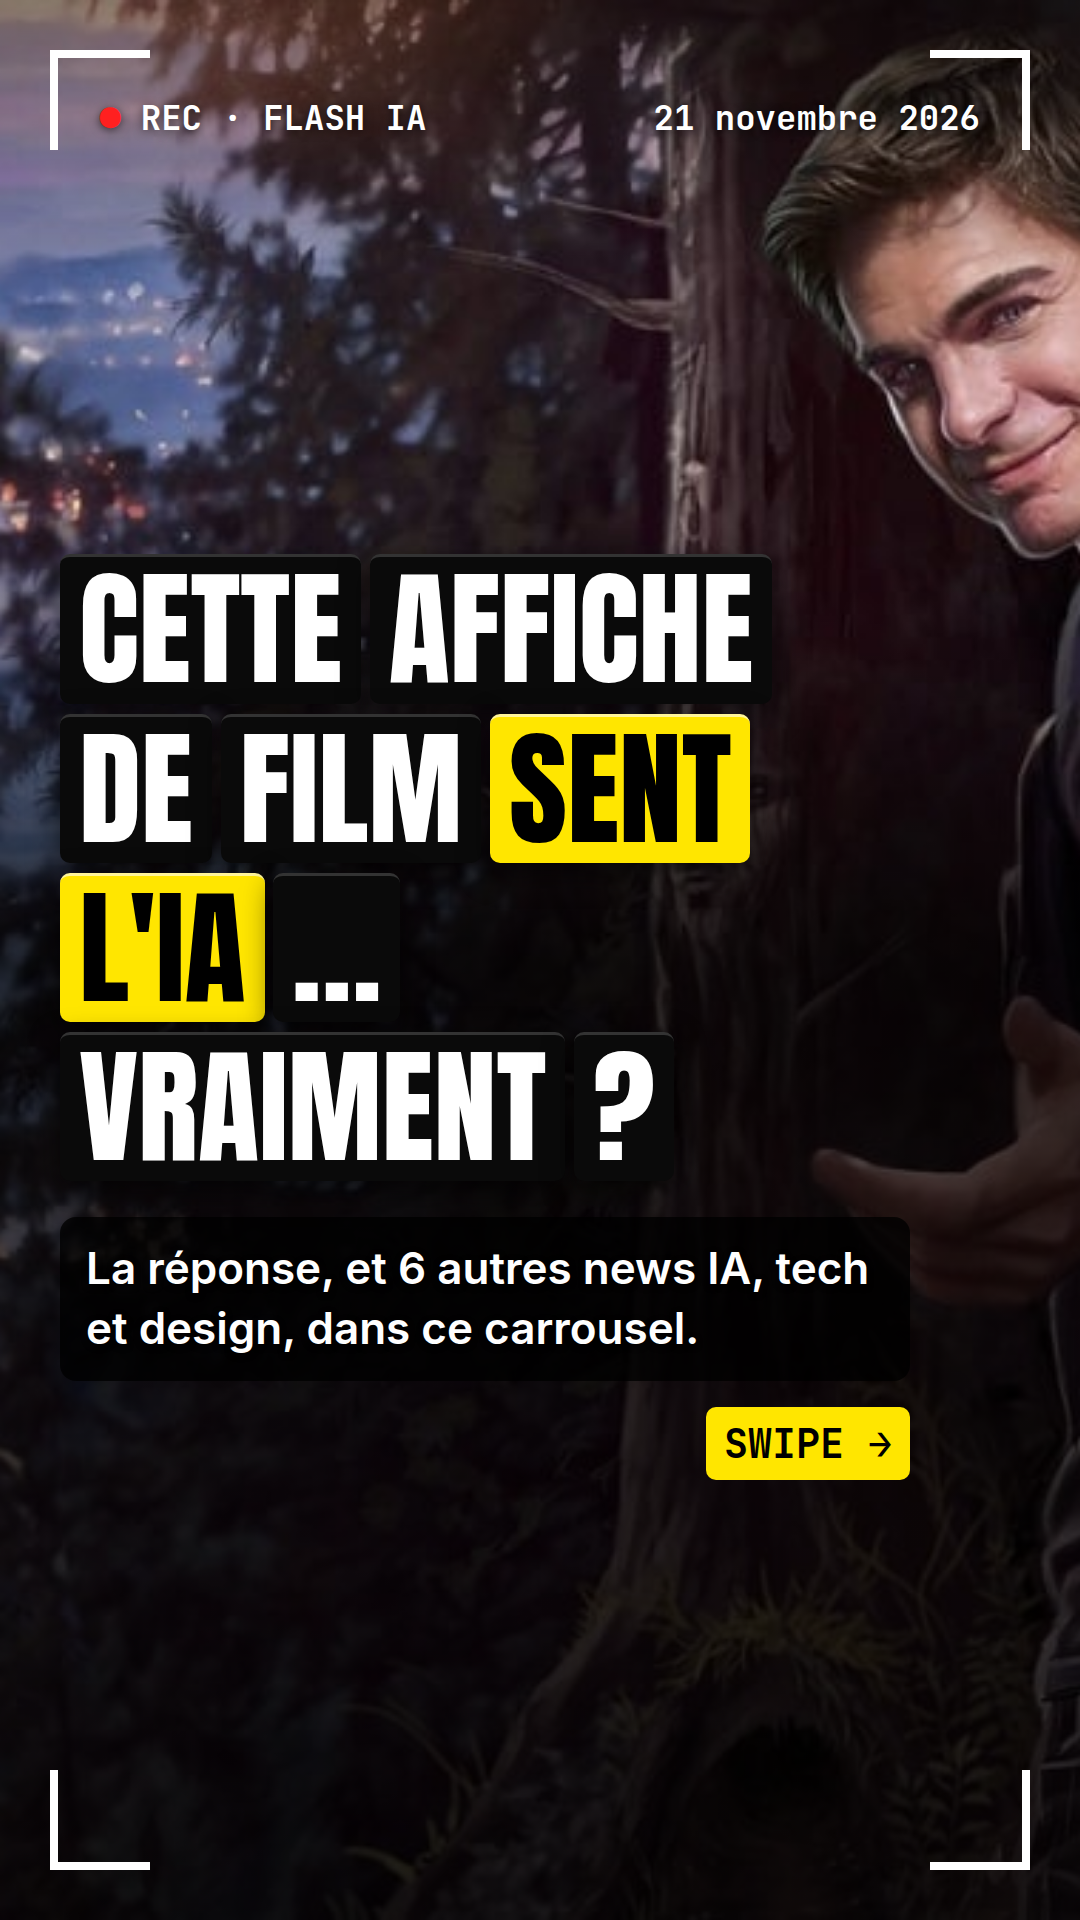 REC · FLASH IA
21 novembre 2026
CETTE AFFICHE
DE FILM SENT
L'IA ...
VRAIMENT ?
La réponse, et 6 autres news IA, tech
et design, dans ce carrousel.
SWIPE →